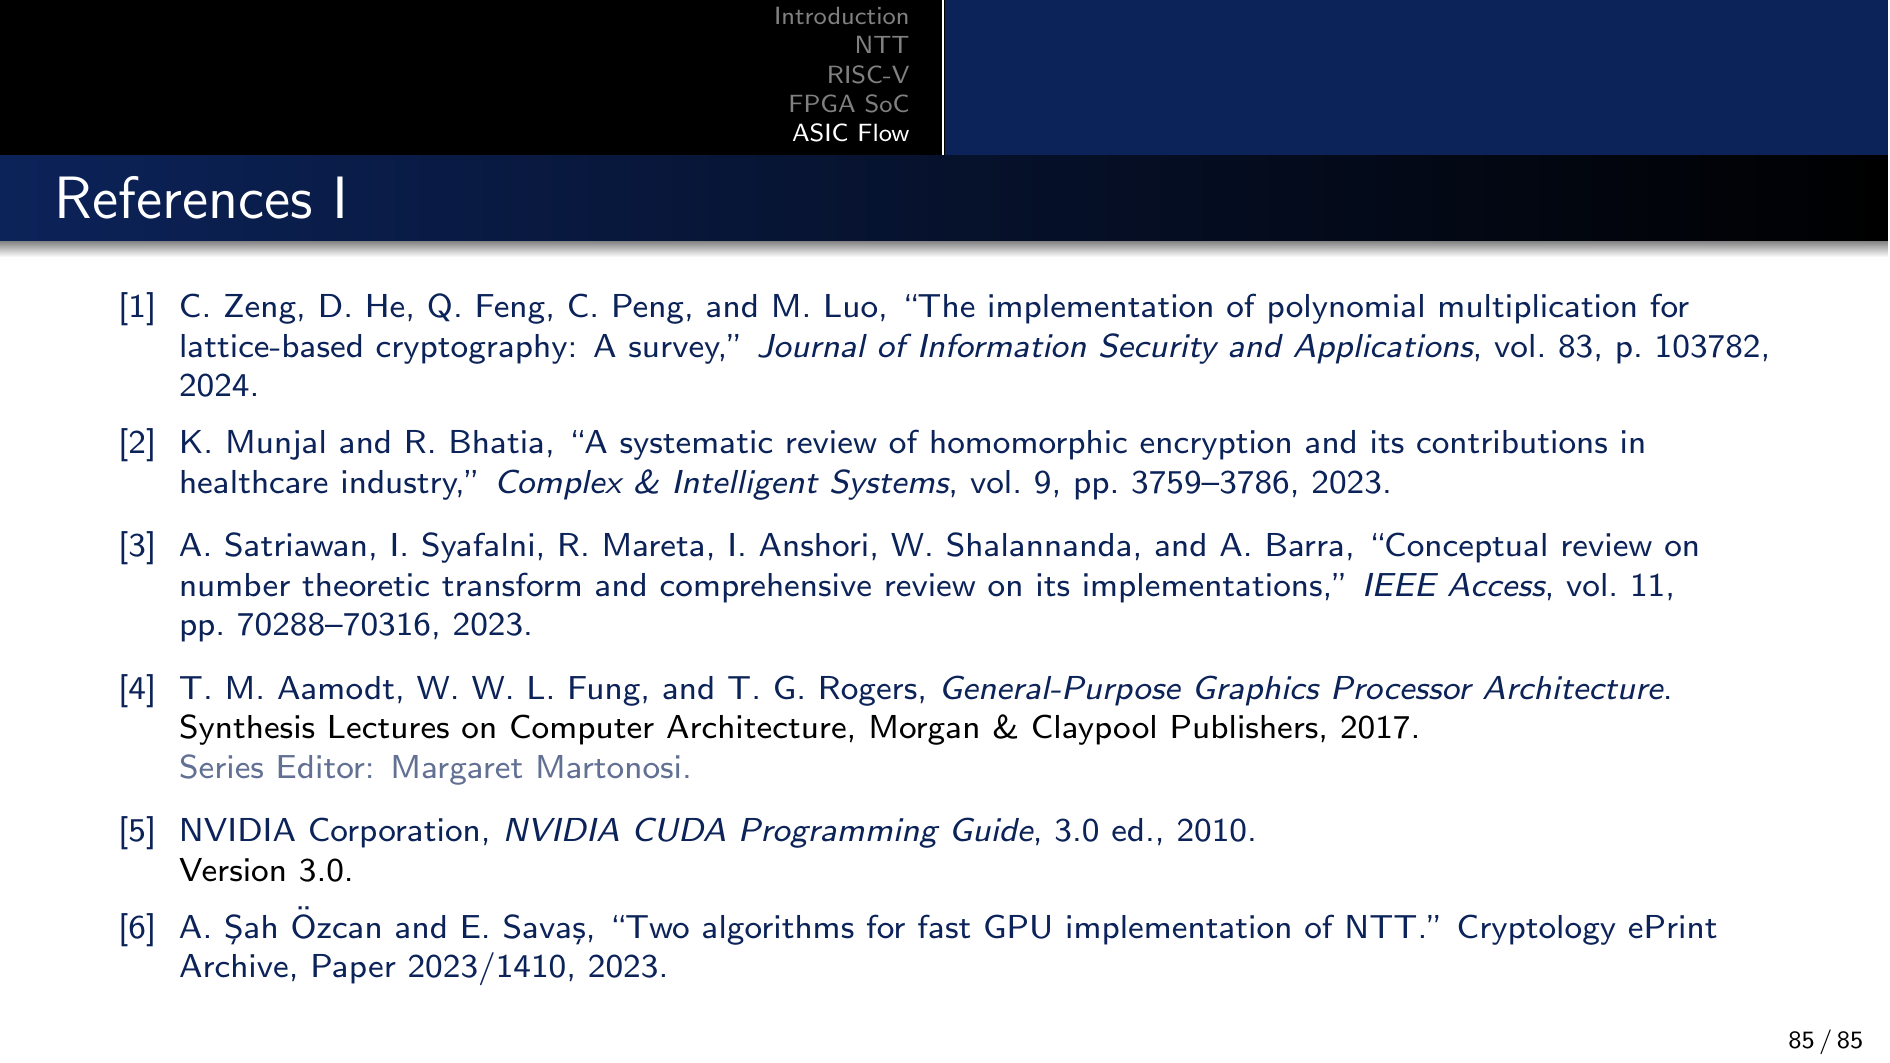 Introduction
NTT
RISC-V
FPGA SoC
ASIC Flow
References I
[1] C. Zeng, D. He, Q. Feng, C. Peng, and M. Luo, “The implementation of polynomial multiplication for
lattice-based cryptography: A survey,” Journal of Information Security and Applications, vol. 83, p. 103782,
2024.
[2] K. Munjal and R. Bhatia, “A systematic review of homomorphic encryption and its contributions in
healthcare industry,” Complex & Intelligent Systems, vol. 9, pp. 3759–3786, 2023.
[3] A. Satriawan, I. Syafalni, R. Mareta, I. Anshori, W. Shalannanda, and A. Barra, “Conceptual review on
number theoretic transform and comprehensive review on its implementations,” IEEE Access, vol. 11,
pp. 70288–70316, 2023.
[4] T. M. Aamodt, W. W. L. Fung, and T. G. Rogers, General-Purpose Graphics Processor Architecture.
Synthesis Lectures on Computer Architecture, Morgan & Claypool Publishers, 2017.
Series Editor: Margaret Martonosi.
[5] NVIDIA Corporation, NVIDIA CUDA Programming Guide, 3.0 ed., 2010.
Version 3.0.
[6] A. Şah Özcan and E. Savaş, “Two algorithms for fast GPU implementation of NTT.” Cryptology ePrint
Archive, Paper 2023/1410, 2023.
85 / 85